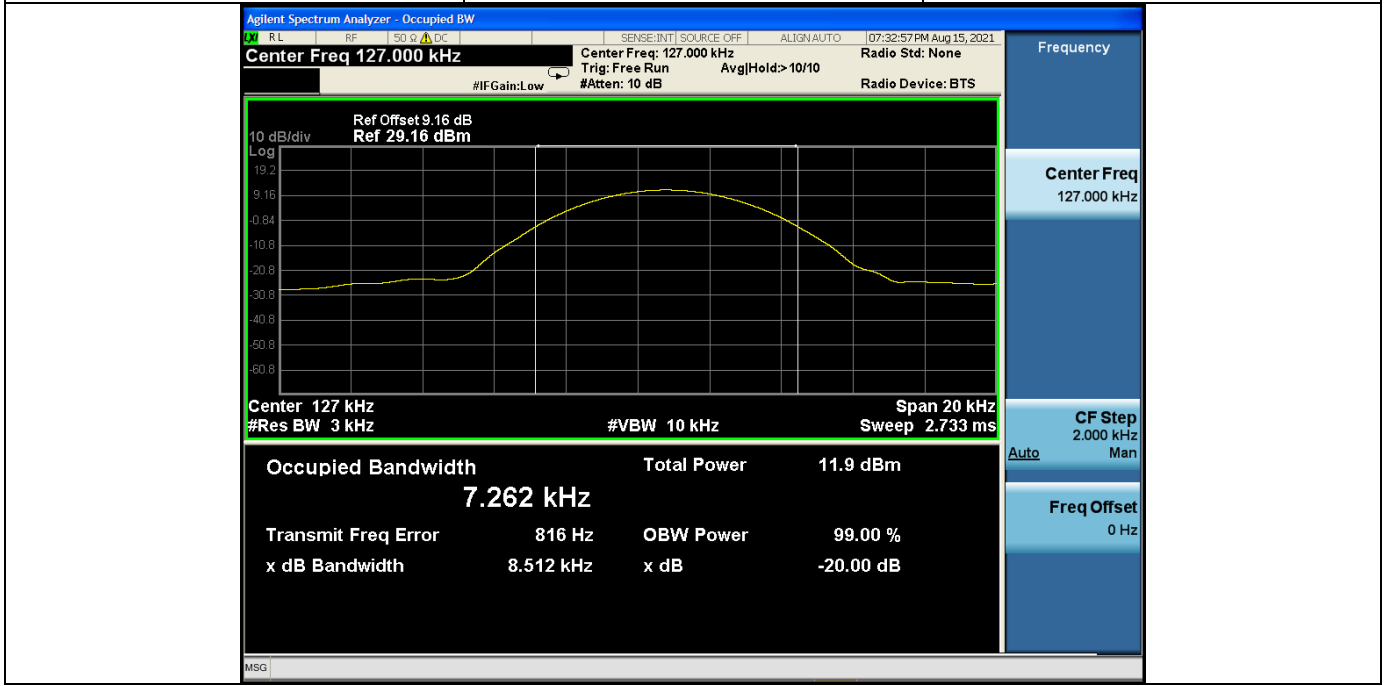 Agilent Spectrum Analyzer - Occupied BW
LXI RL RF 50 Ω DC SENSE:INT SOURCE OFF ALIGN AUTO 07:32:57 PM Aug 15, 2021
Center Freq 127.000 kHz Center Freq: 127.000 kHz Radio Std: None
Trig: Free Run Avg|Hold:>10/10
#IFGain:Low #Atten: 10 dB Radio Device: BTS
Frequency
Ref Offset 9.16 dB
10 dB/div Ref 29.16 dBm
Log
19.2
9.16
-0.84
-10.8
-20.8
-30.8
-40.8
-50.8
-60.8
Center 127 kHz Span 20 kHz
#Res BW 3 kHz #VBW 10 kHz Sweep 2.733 ms
Occupied Bandwidth Total Power 11.9 dBm
7.262 kHz
Transmit Freq Error 816 Hz OBW Power 99.00 %
x dB Bandwidth 8.512 kHz x dB -20.00 dB
Center Freq
127.000 kHz
CF Step
2.000 kHz
Auto Man
Freq Offset
0 Hz
MSG